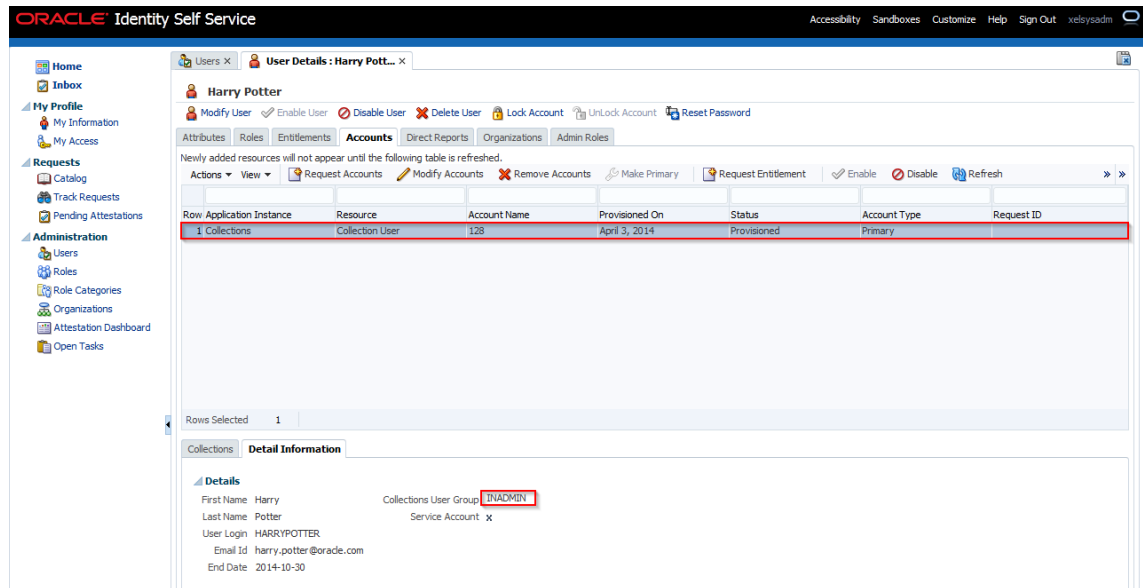 ORACLE Identity Self Service
Accessibility Sandboxes Customize Help Sign Out xelsysadm
Home
Inbox
My Profile
My Information
My Access
Requests
Catalog
Track Requests
Pending Attestations
Administration
Users
Roles
Role Categories
Organizations
Attestation Dashboard
Open Tasks
Users
User Details : Harry Pott...
Harry Potter
Modify User Enable User Disable User Delete User Lock Account UnLock Account Reset Password
Attributes Roles Entitlements Accounts Direct Reports Organizations Admin Roles
Newly added resources will not appear until the following table is refreshed.
Actions View Request Accounts Modify Accounts Remove Accounts Make Primary Request Entitlement Enable Disable Refresh
Row Application Instance Resource Account Name Provisioned On Status Account Type Request ID
1 Collections Collection User 128 April 3, 2014 Provisioned Primary
Rows Selected 1
Collections Detail Information
Details
First Name Harry Collections User Group INADMIN
Last Name Potter Service Account x
User Login HARRYPOTTER
Email Id harry.potter@oracle.com
End Date 2014-10-30